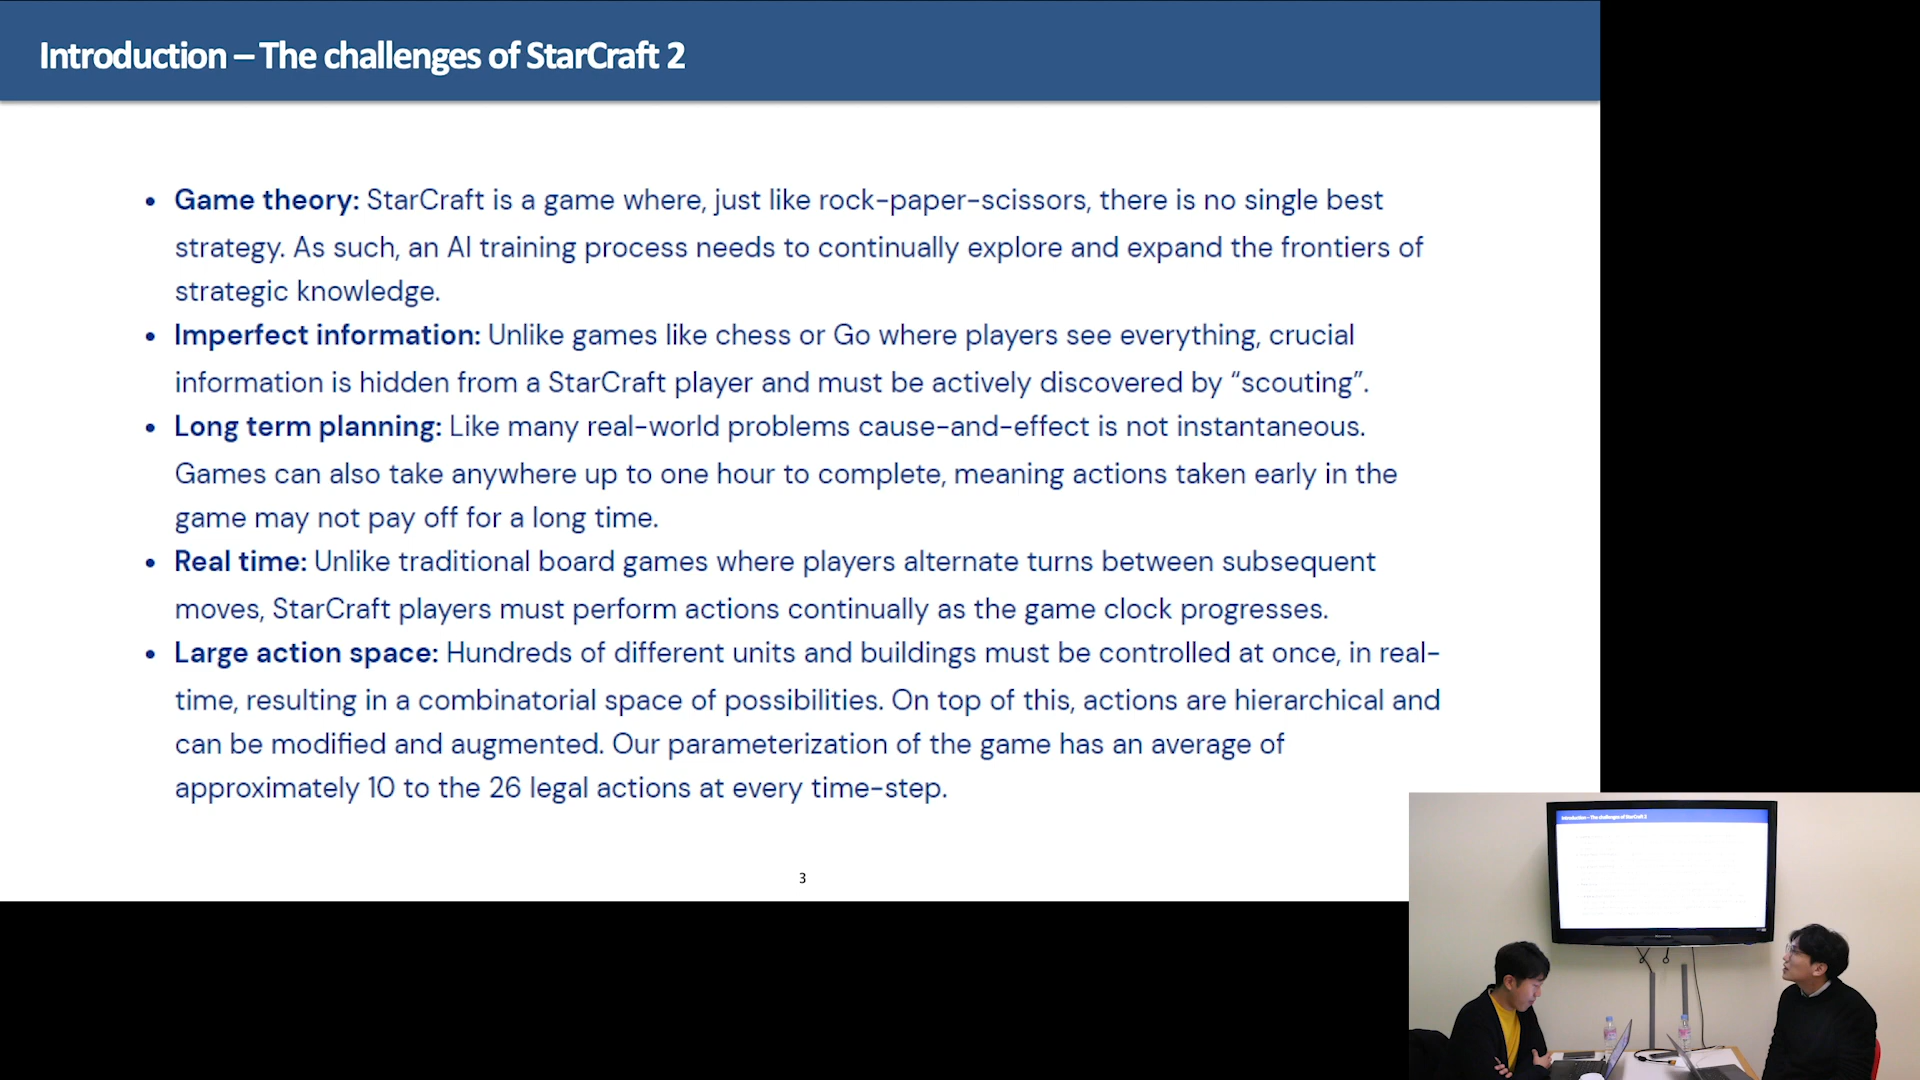 Introduction – The challenges of StarCraft 2
• Game theory: StarCraft is a game where, just like rock-paper-scissors, there is no single best
strategy. As such, an AI training process needs to continually explore and expand the frontiers of
strategic knowledge.
• Imperfect information: Unlike games like chess or Go where players see everything, crucial
information is hidden from a StarCraft player and must be actively discovered by “scouting”.
• Long term planning: Like many real-world problems cause-and-effect is not instantaneous.
Games can also take anywhere up to one hour to complete, meaning actions taken early in the
game may not pay off for a long time.
• Real time: Unlike traditional board games where players alternate turns between subsequent
moves, StarCraft players must perform actions continually as the game clock progresses.
• Large action space: Hundreds of different units and buildings must be controlled at once, in real-
time, resulting in a combinatorial space of possibilities. On top of this, actions are hierarchical and
can be modified and augmented. Our parameterization of the game has an average of
approximately 10 to the 26 legal actions at every time-step.
3
Introduction – The challenges of StarCraft 2